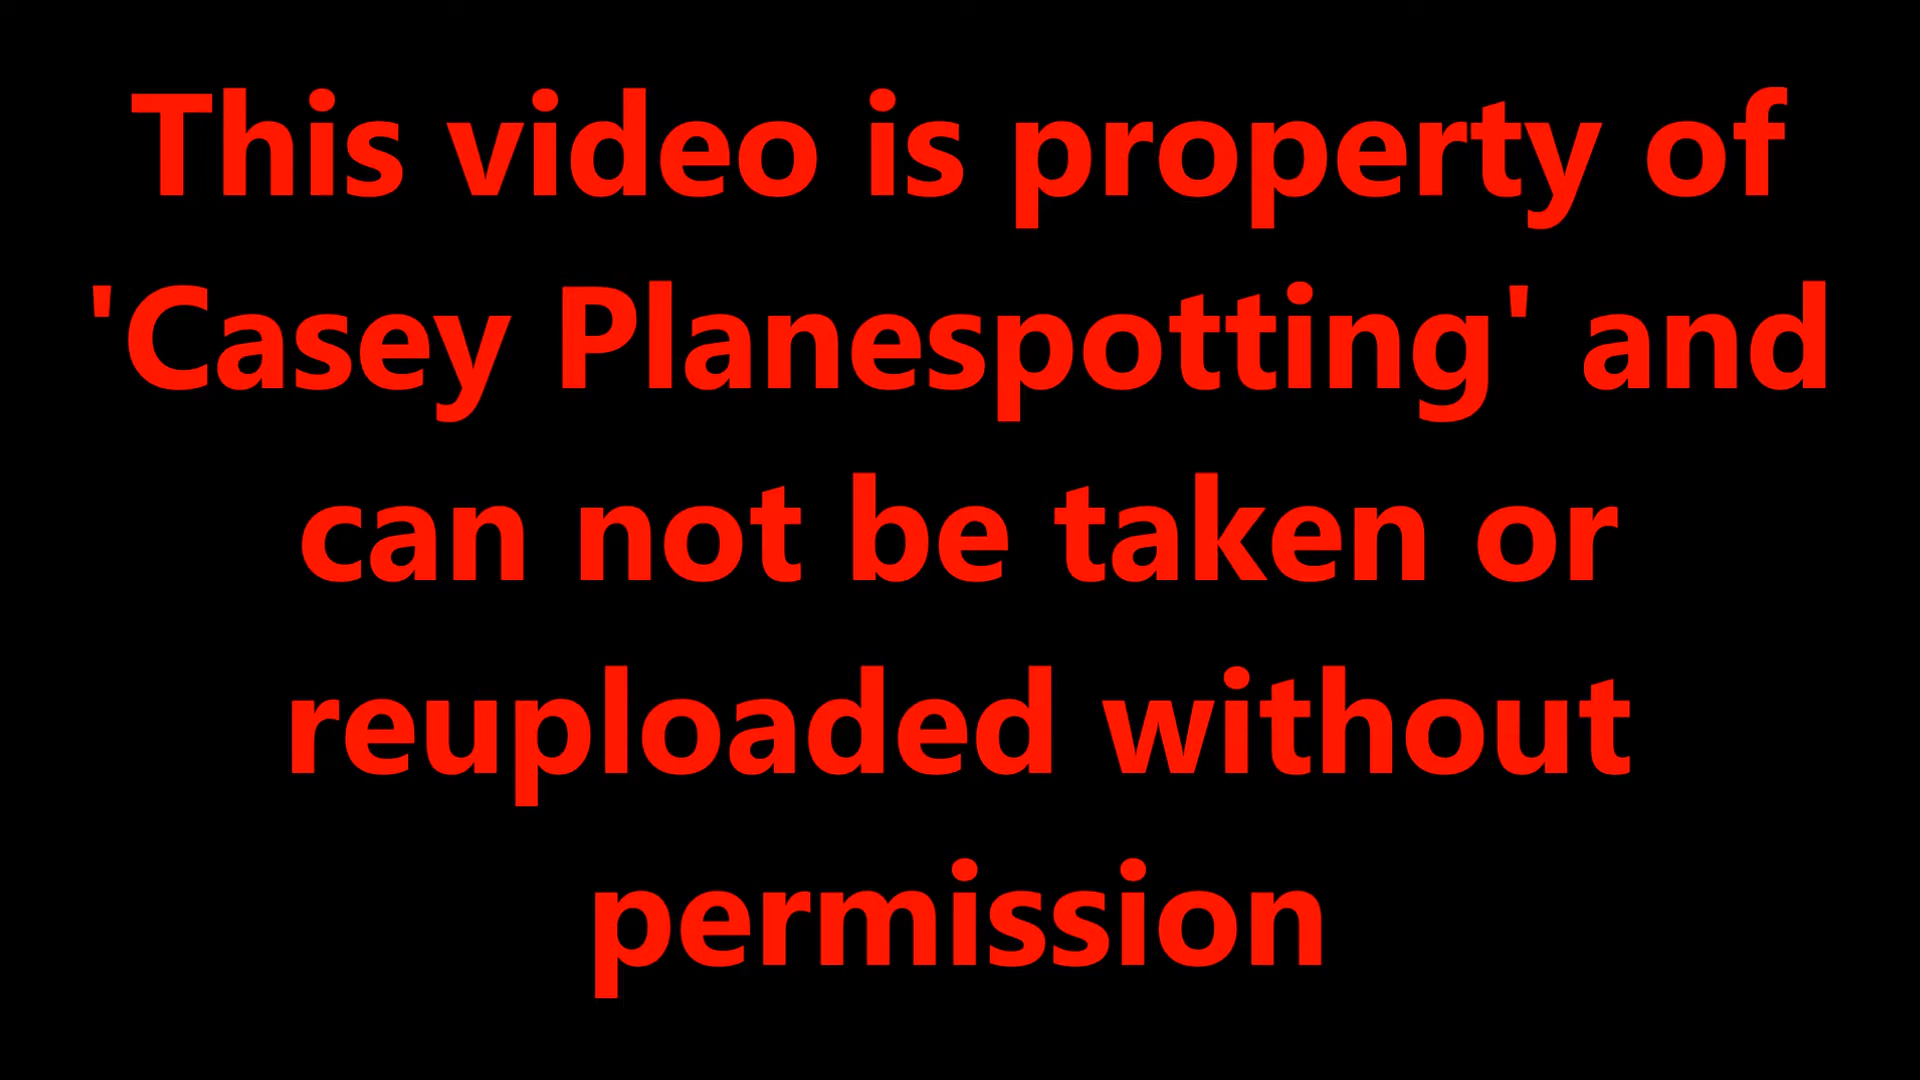 This video is property of
'Casey Planespotting' and
can not be taken or
reuploaded without
permission